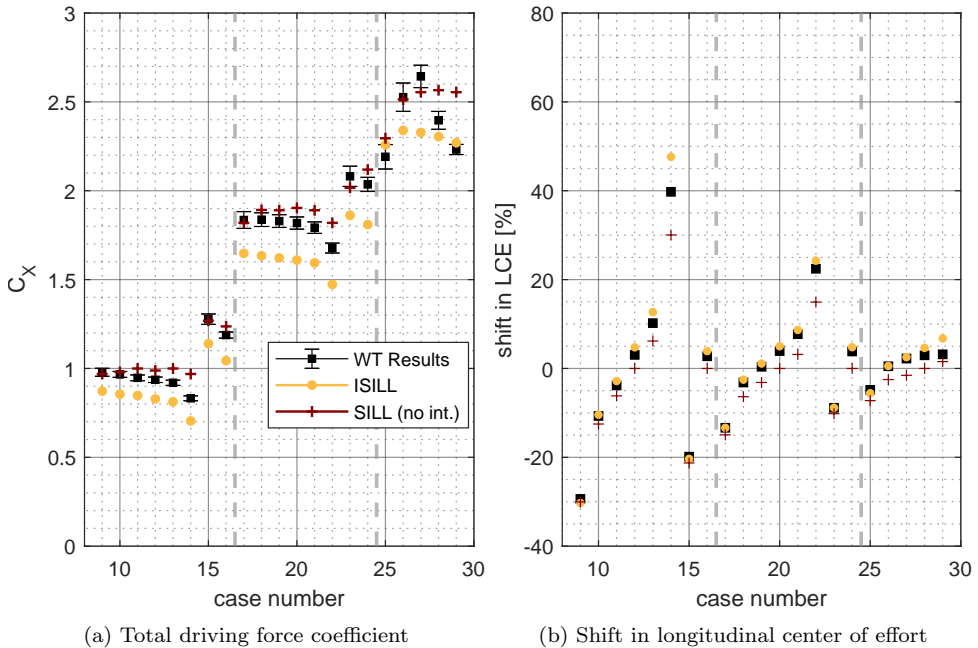 3
2.5
2
1.5
1
0.5
0
C_X
10
15
20
25
30
case number
WT Results
ISILL
SILL (no int.)
(a) Total driving force coefficient
80
60
40
20
0
-20
-40
shift in LCE [%]
10
15
20
25
30
case number
(b) Shift in longitudinal center of effort